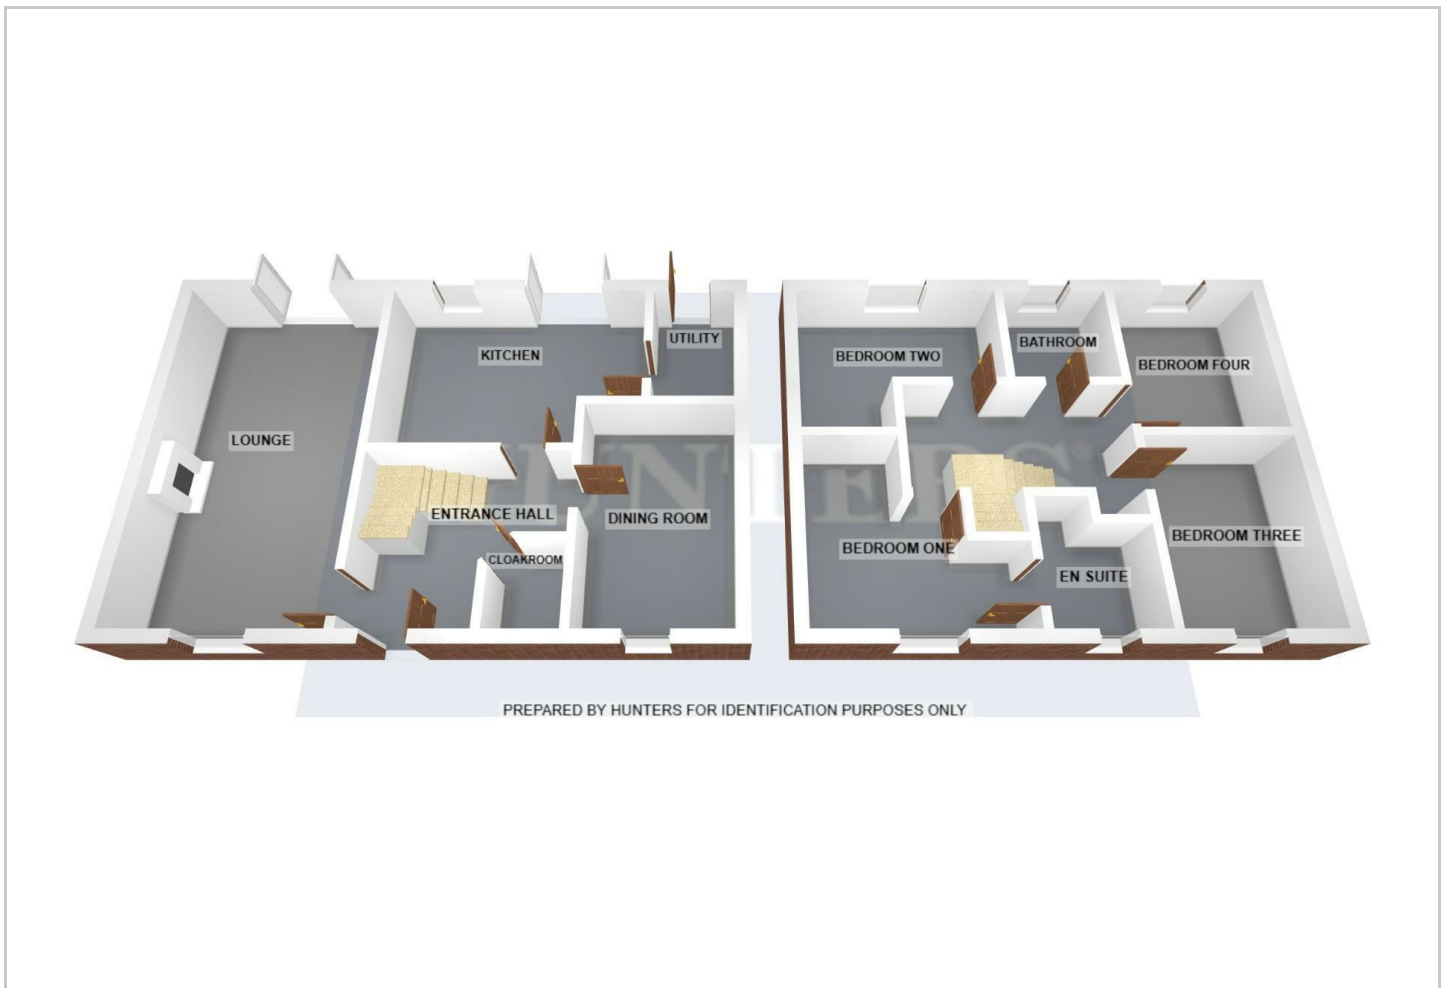 LOUNGE
KITCHEN
UTILITY
ENTRANCE HALL
CLOAKROOM
DINING ROOM
BEDROOM TWO
BATHROOM
BEDROOM FOUR
BEDROOM ONE
EN SUITE
BEDROOM THREE
HUNTERS®
PREPARED BY HUNTERS FOR IDENTIFICATION PURPOSES ONLY